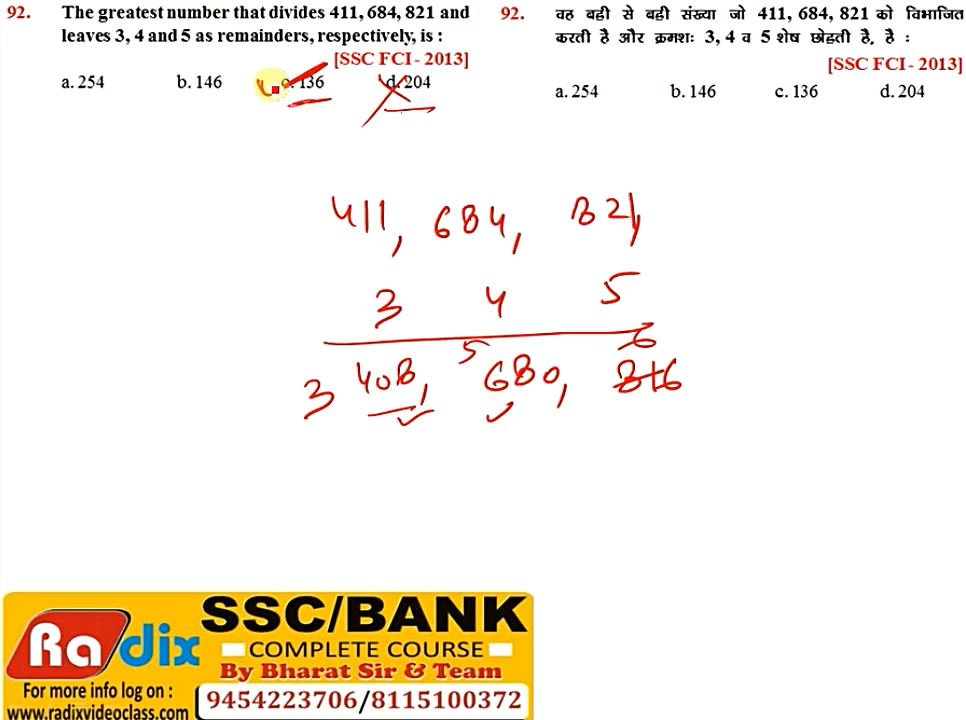 92. The greatest number that divides 411, 684, 821 and
leaves 3, 4 and 5 as remainders, respectively, is :
[SSC FCI - 2013]
a. 254 b. 146 c. 136 d. 204
92. वह बड़ी से बड़ी संख्या जो 411, 684, 821 को विभाजित
करती है और क्रमशः 3, 4 व 5 शेष छोड़ती है, है :
[SSC FCI - 2013]
a. 254 b. 146 c. 136 d. 204
411, 684, 821,
3 4 5
3 408, 5 680, 6 816
Radix
For more info log on :
www.radixvideoclass.com
SSC/BANK
COMPLETE COURSE
By Bharat Sir & Team
9454223706/8115100372